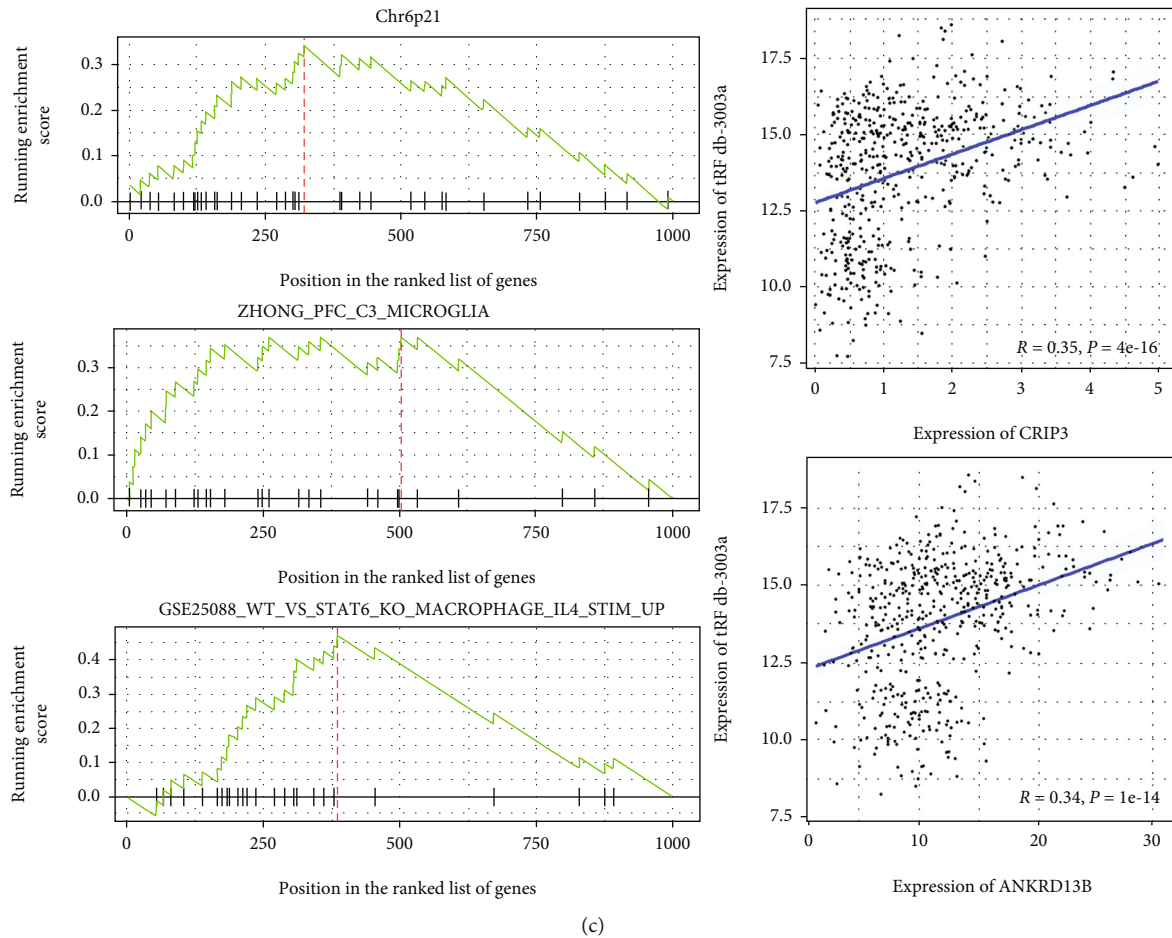 Chr6p21
Running enrichment
score
0.3
0.2
0.1
0.0
0 250 500 750 1000
Position in the ranked list of genes
ZHONG_PFC_C3_MICROGLIA
Running enrichment
score
0.3
0.2
0.1
0.0
0 250 500 750 1000
Position in the ranked list of genes
GSE25088_WT_VS_STAT6_KO_MACROPHAGE_IL4_STIM_UP
Running enrichment
score
0.4
0.3
0.2
0.1
0.0
0 250 500 750 1000
Position in the ranked list of genes
Expression of tRF db-3003a
17.5
15.0
12.5
10.0
7.5
R = 0.35, P = 4e-16
0 1 2 3 4 5
Expression of CRIP3
Expression of tRF db-3003a
17.5
15.0
12.5
10.0
7.5
R = 0.34, P = 1e-14
0 10 20 30
Expression of ANKRD13B
(c)